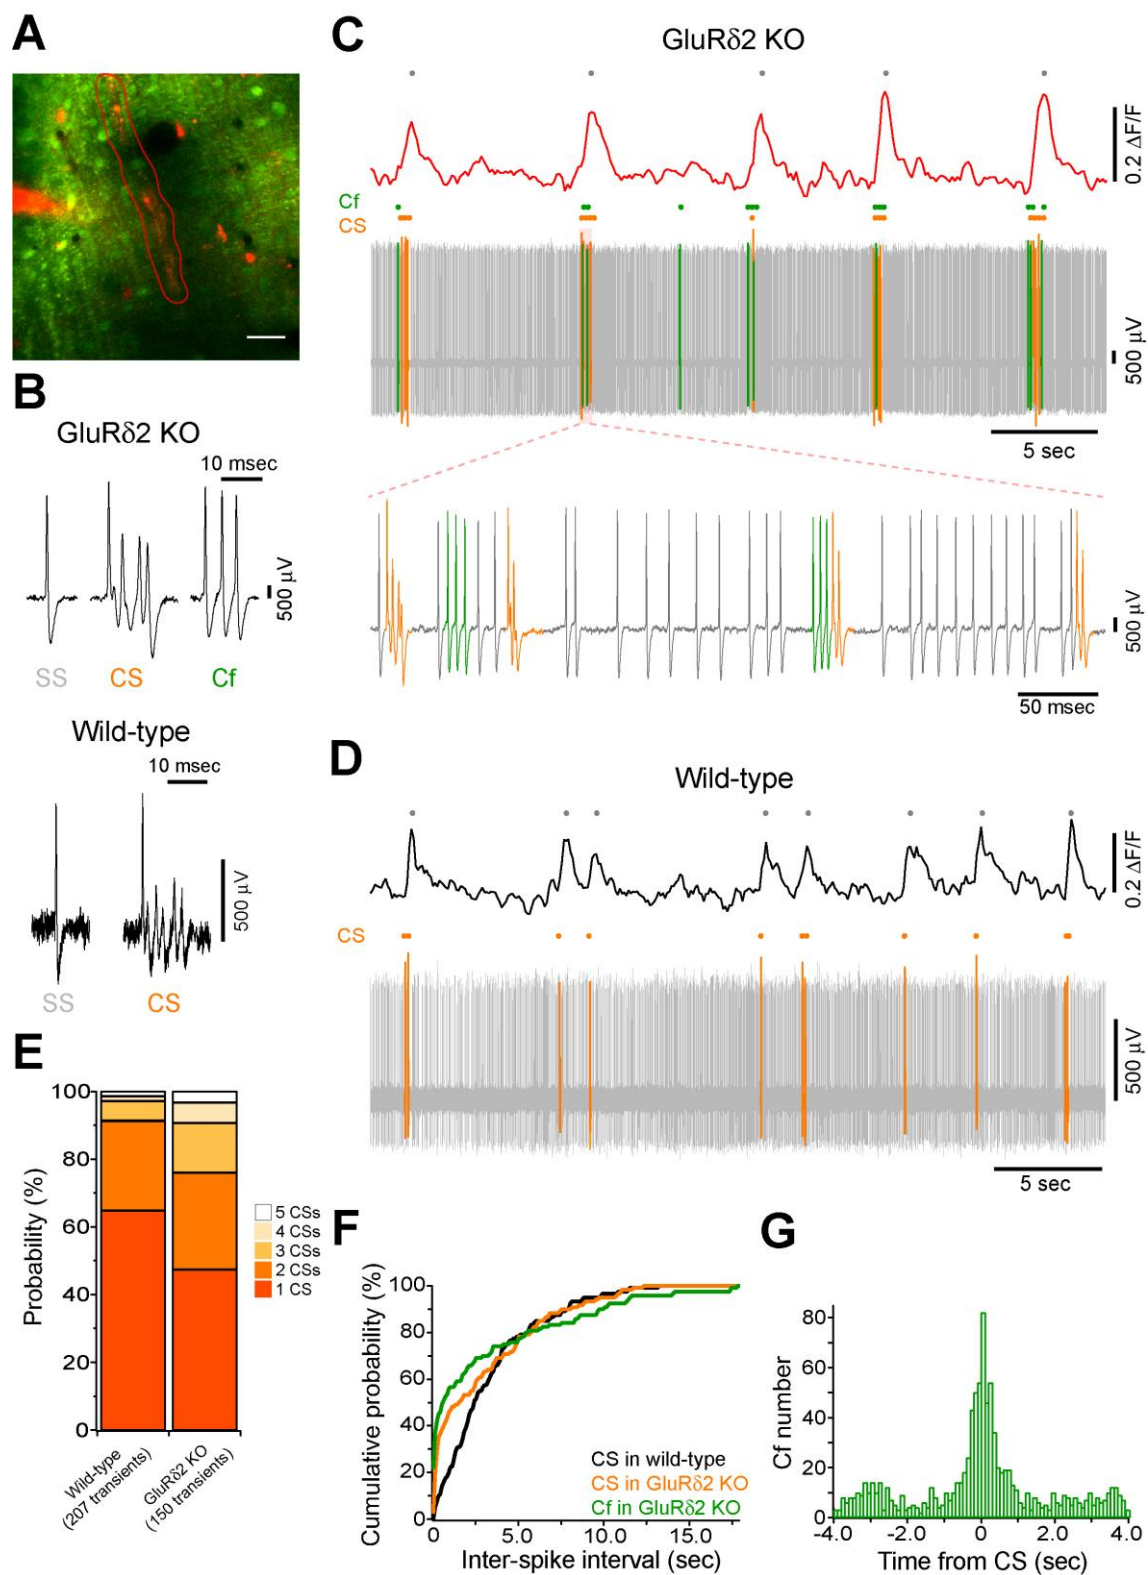 A
B
GluRδ2 KO
10 msec
500 µV
SS
CS
Cf
Wild-type
10 msec
500 µV
SS
CS
C
GluRδ2 KO
0.2 ΔF/F
Cf
CS
500 µV
5 sec
500 µV
50 msec
D
Wild-type
0.2 ΔF/F
CS
500 µV
5 sec
E
Probability (%)
100
80
60
40
20
0
Wild-type
(207 transients)
GluRδ2 KO
(150 transients)
5 CSs
4 CSs
3 CSs
2 CSs
1 CS
F
Cumulative probability (%)
100
80
60
40
20
0
0
5.0
10.0
15.0
CS in wild-type
CS in GluRδ2 KO
Cf in GluRδ2 KO
Inter-spike interval (sec)
G
Cf number
80
60
40
20
0
-4.0
-2.0
0
2.0
4.0
Time from CS (sec)